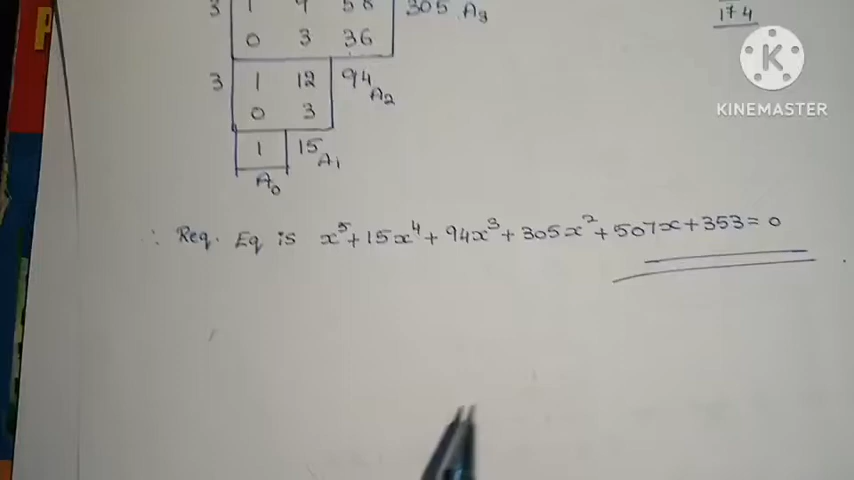 3 1 9 58 305 A3
0 3 36
174
3 1 12 94 A2
0 3
1 15 A1
A0
∴ Req. Eq is x⁵+15x⁴+94x³+305x²+507x+353=0
K
KINEMASTER